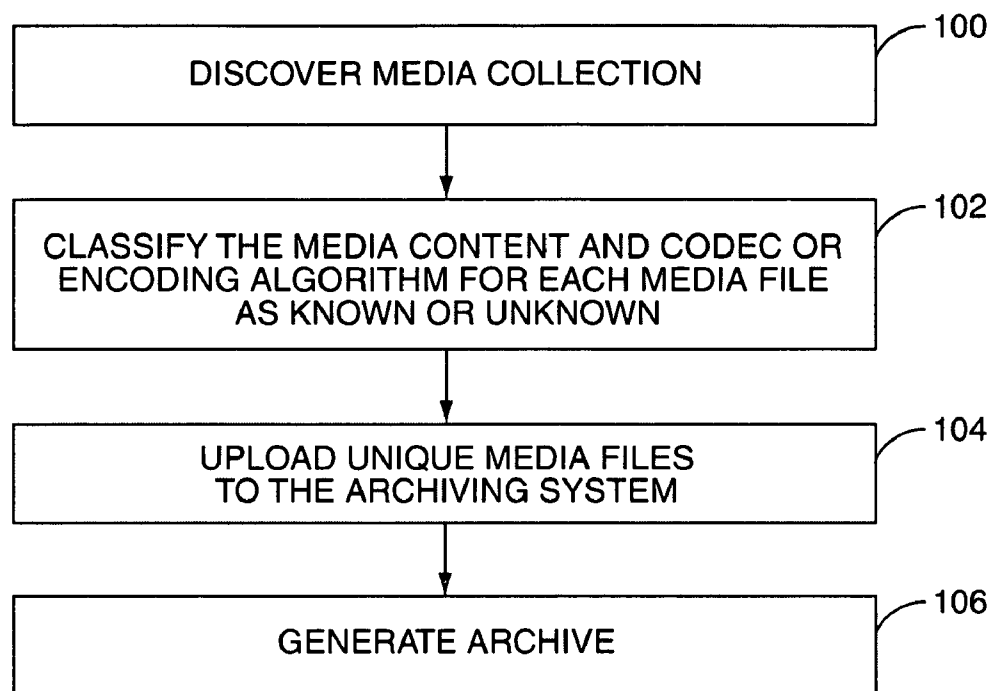 100
DISCOVER MEDIA COLLECTION
102
CLASSIFY THE MEDIA CONTENT AND CODEC OR
ENCODING ALGORITHM FOR EACH MEDIA FILE
AS KNOWN OR UNKNOWN
104
UPLOAD UNIQUE MEDIA FILES
TO THE ARCHIVING SYSTEM
106
GENERATE ARCHIVE